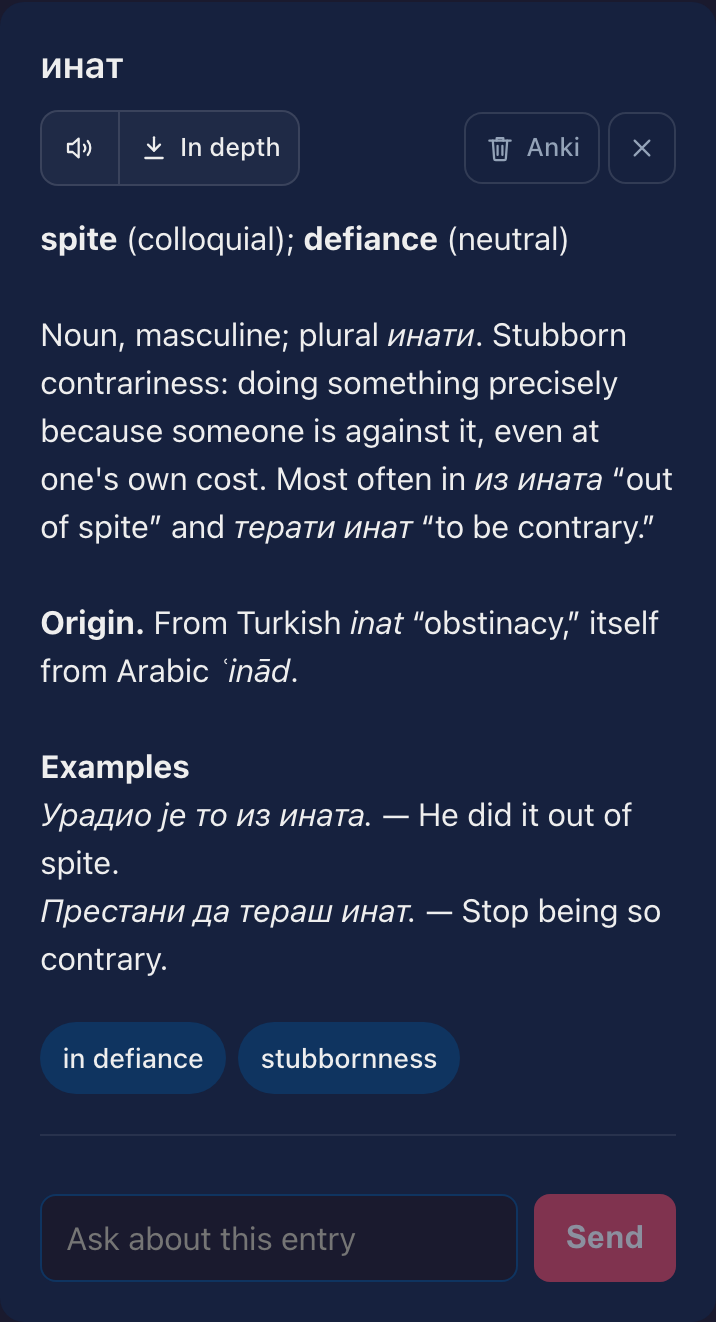 инат
In depth
Anki
spite (colloquial); defiance (neutral)
Noun, masculine; plural инати. Stubborn
contrariness: doing something precisely
because someone is against it, even at
one's own cost. Most often in из ината “out
of spite” and терати инат “to be contrary.”
Origin. From Turkish inat “obstinacy,” itself
from Arabic ʿinād.
Examples
Урадио је то из ината. — He did it out of
spite.
Престани да тераш инат. — Stop being so
contrary.
in defiance
stubbornness
Ask about this entry
Send